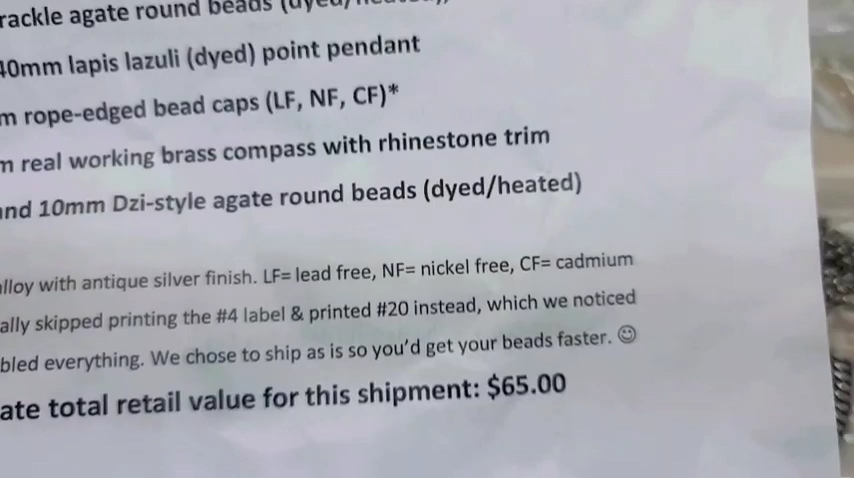 rackle agate round beads
40mm lapis lazuli (dyed) point pendant
m rope-edged bead caps (LF, NF, CF)*
m real working brass compass with rhinestone trim
and 10mm Dzi-style agate round beads (dyed/heated)
alloy with antique silver finish. LF= lead free, NF= nickel free, CF= cadmium
ally skipped printing the #4 label & printed #20 instead, which we noticed
bled everything. We chose to ship as is so you'd get your beads faster. ☺
ate total retail value for this shipment: $65.00